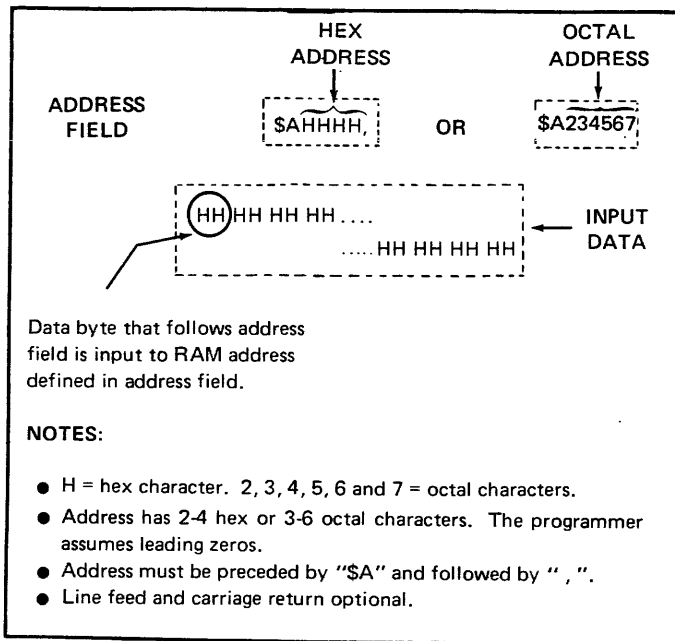 HEX
ADDRESS
OCTAL
ADDRESS
ADDRESS
FIELD
$AHHHH,
OR
$A234567
HH HH HH HH ....
..... HH HH HH HH
INPUT
DATA
Data byte that follows address
field is input to RAM address
defined in address field.
NOTES:
● H = hex character. 2, 3, 4, 5, 6 and 7 = octal characters.
● Address has 2-4 hex or 3-6 octal characters. The programmer
assumes leading zeros.
● Address must be preceded by "$A" and followed by " , ".
● Line feed and carriage return optional.